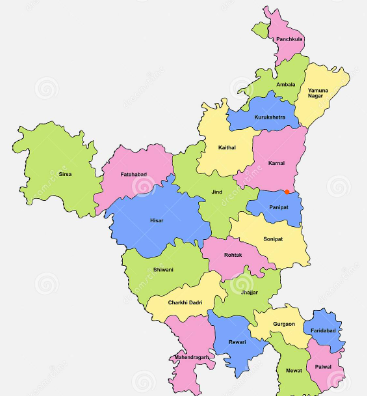 Panchkula
Ambala
Yamuna
Nagar
Kurukshetra
Kaithal
Karnal
Sirsa
Fatehabad
Jind
Panipat
Hisar
Sonipat
Rohtak
Bhiwani
Jhajjar
Charkhi Dadri
Gurgaon
Faridabad
Rewari
Mahendragarh
Mewat
Palwal